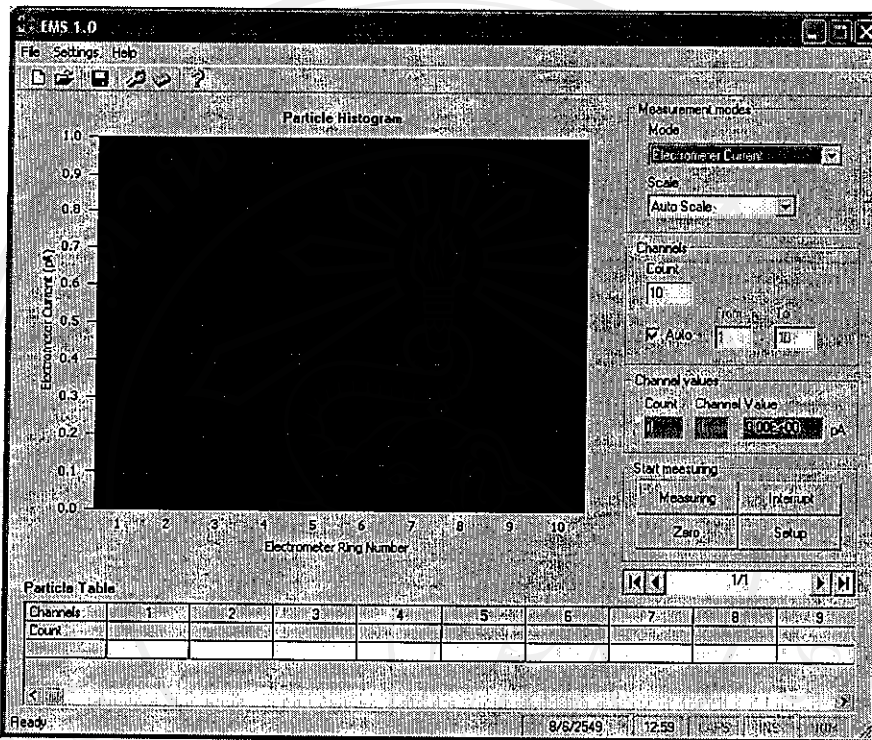 EMS 1.0
File Settings Help
Particle Histogram
Electrometer Current (pA)
1.0
0.9
0.8
0.7
0.6
0.5
0.4
0.3
0.2
0.1
0.0
1 2 3 4 5 6 7 8 9 10
Electrometer Ring Number
Measurement modes
Mode
Electrometer Current
Scale
Auto Scale
Channels
Count
10
From To
Auto 1 10
Channel values
Count Channel Value
pA
Start measuring
Measuring Interrupt
Zero Setup
1/1
Particle Table
Channels 1 2 3 4 5 6 7 8 9
Count
Ready 8/6/2549 12:59